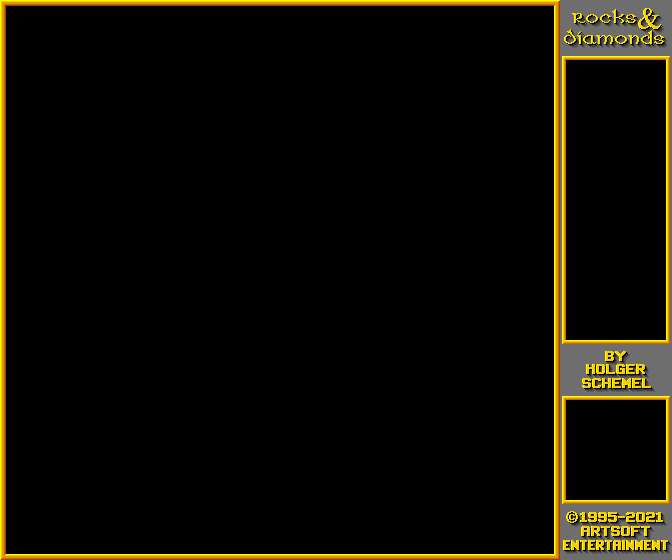 Rocks &
Diamonds
BY
HOLGER
SCHEMEL
©1995-2021
ARTSOFT
ENTERTAINMENT